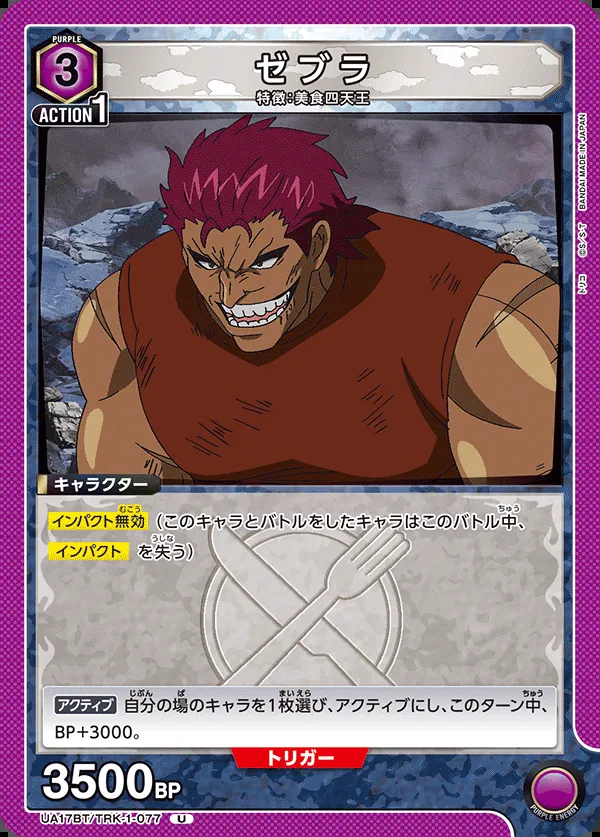 PURPLE
3
ACTION 1
ゼブラ
特徴:美食四天王
トリコ ©S/S・T BANDAI MADE IN JAPAN
キャラクター
インパクト無効(このキャラとバトルをしたキャラはこのバトル中、
インパクト を失う)
アクティブ 自分の場のキャラを1枚選び、アクティブにし、このターン中、
BP+3000。
トリガー
3500BP
UA17BT/TRK-1-077 U
PURPLE ENERGY